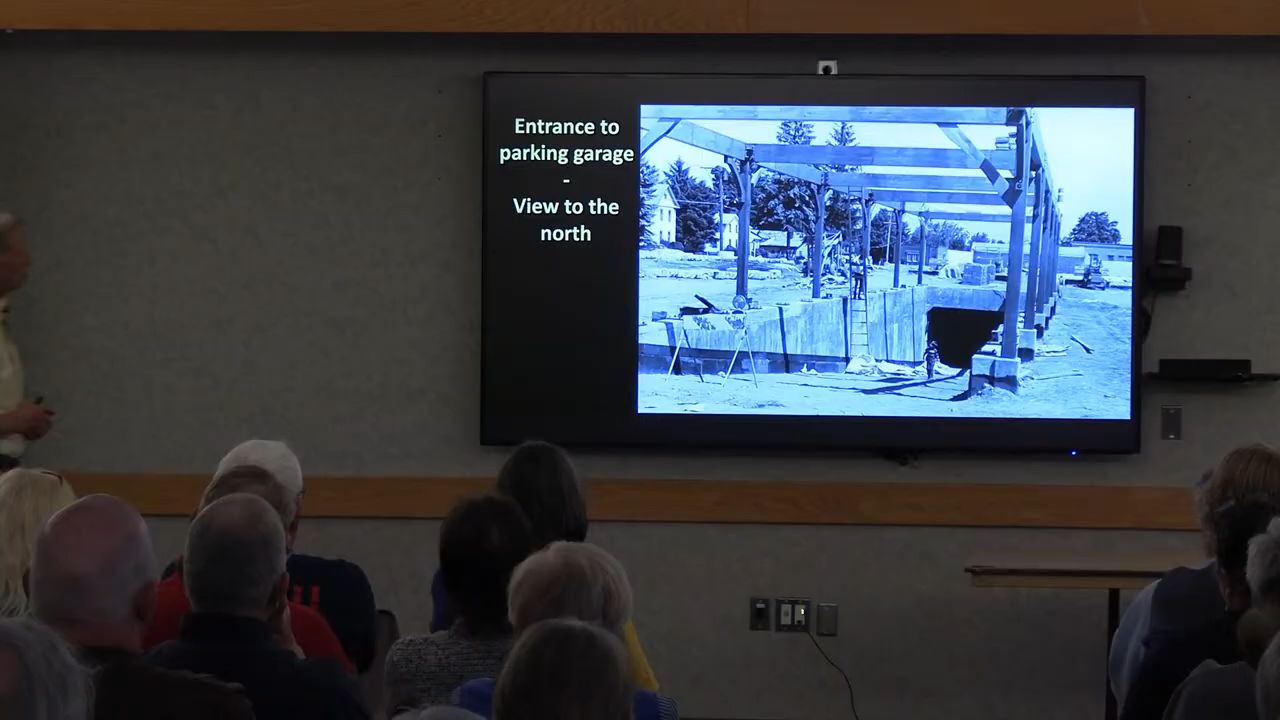 Entrance to
parking garage
-
View to the
north